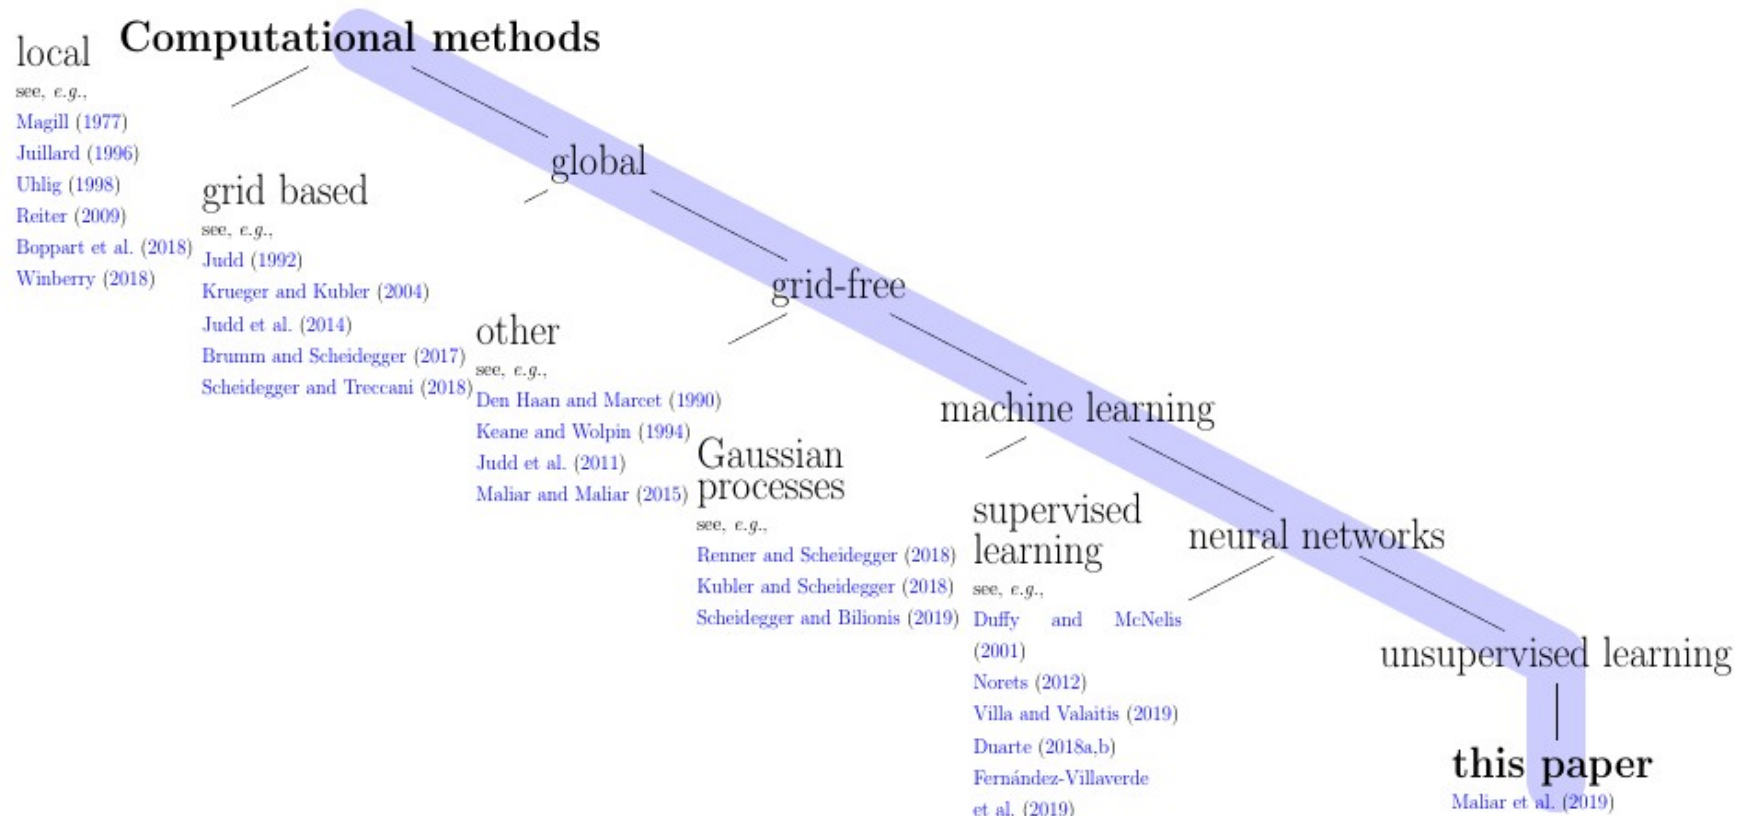 Computational methods
local
see, e.g.,
Magill (1977)
Juillard (1996)
Uhlig (1998)
Reiter (2009)
Boppart et al. (2018)
Winberry (2018)
global
grid based
see, e.g.,
Judd (1992)
Krueger and Kubler (2004)
Judd et al. (2014)
Brumm and Scheidegger (2017)
Scheidegger and Treccani (2018)
grid-free
other
see, e.g.,
Den Haan and Marcet (1990)
Keane and Wolpin (1994)
Judd et al. (2011)
Maliar and Maliar (2015)
machine learning
Gaussian
processes
see, e.g.,
Renner and Scheidegger (2018)
Kubler and Scheidegger (2018)
Scheidegger and Bilionis (2019)
neural networks
supervised
learning
see, e.g.,
Duffy and McNelis
(2001)
Norets (2012)
Villa and Valaitis (2019)
Duarte (2018a,b)
Fernández-Villaverde
et al. (2019)
unsupervised learning
this paper
Maliar et al. (2019)